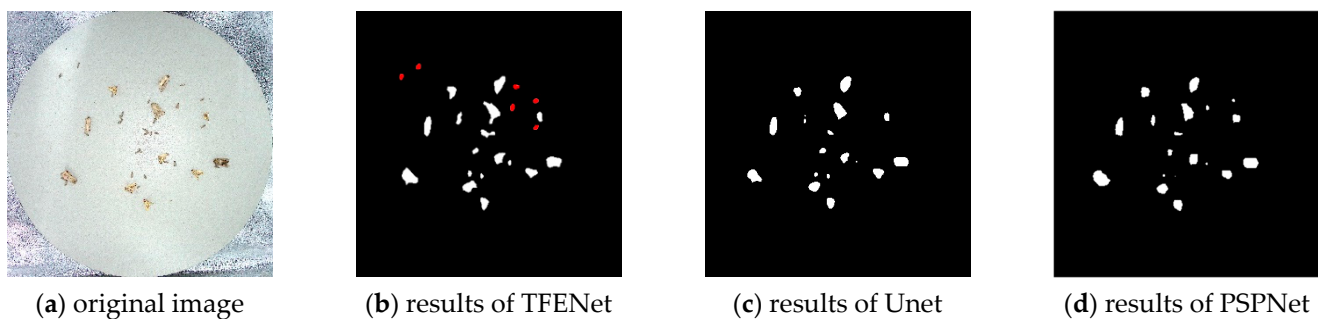 (a) original image
(b) results of TFENet
(c) results of Unet
(d) results of PSPNet